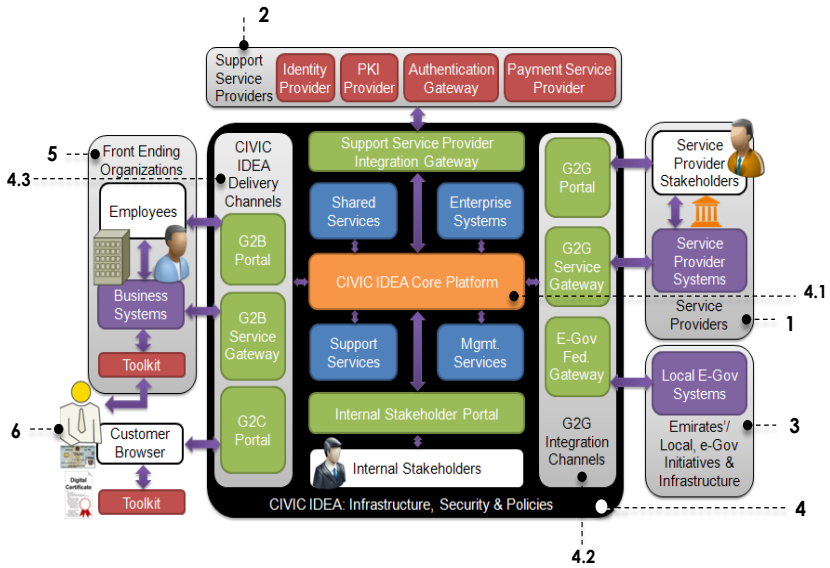 2
Support
Service
Providers
Identity
Provider
PKI
Provider
Authentication
Gateway
Payment Service
Provider
5
Front Ending
Organizations
4.3
Employees
Business
Systems
Toolkit
6
Customer
Browser
Digital
Certificate
Toolkit
CIVIC
IDEA
Delivery
Channels
G2B
Portal
G2B
Service
Gateway
G2C
Portal
Support Service Provider
Integration Gateway
Shared
Services
Enterprise
Systems
CIVIC IDEA Core Platform
Support
Services
Mgmt.
Services
Internal Stakeholder Portal
Internal Stakeholders
CIVIC IDEA: Infrastructure, Security & Policies
G2G
Portal
G2G
Service
Gateway
E-Gov
Fed.
Gateway
G2G
Integration
Channels
4.2
Service
Provider
Stakeholders
Service
Provider
Systems
Service
Providers
4.1
1
Local E-Gov
Systems
Emirates'/
Local, e-Gov
Initiatives &
Infrastructure
3
4